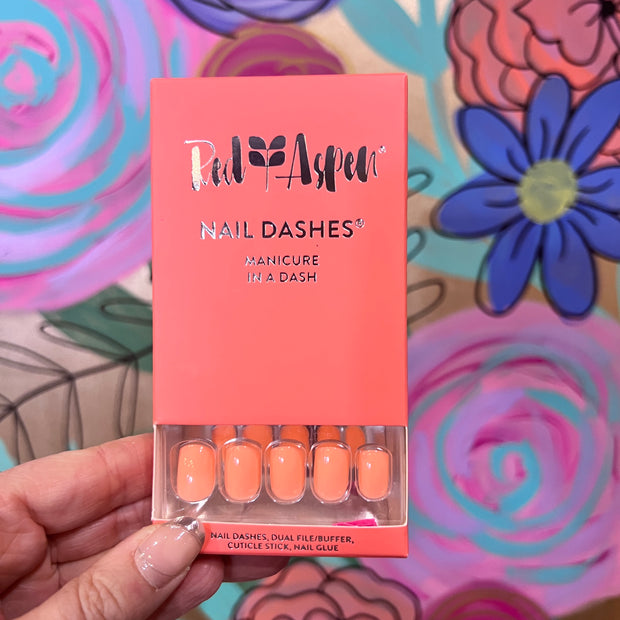 Red Aspen®
NAIL DASHES®
MANICURE
IN A DASH
NAIL DASHES, DUAL FILE/BUFFER,
CUTICLE STICK, NAIL GLUE